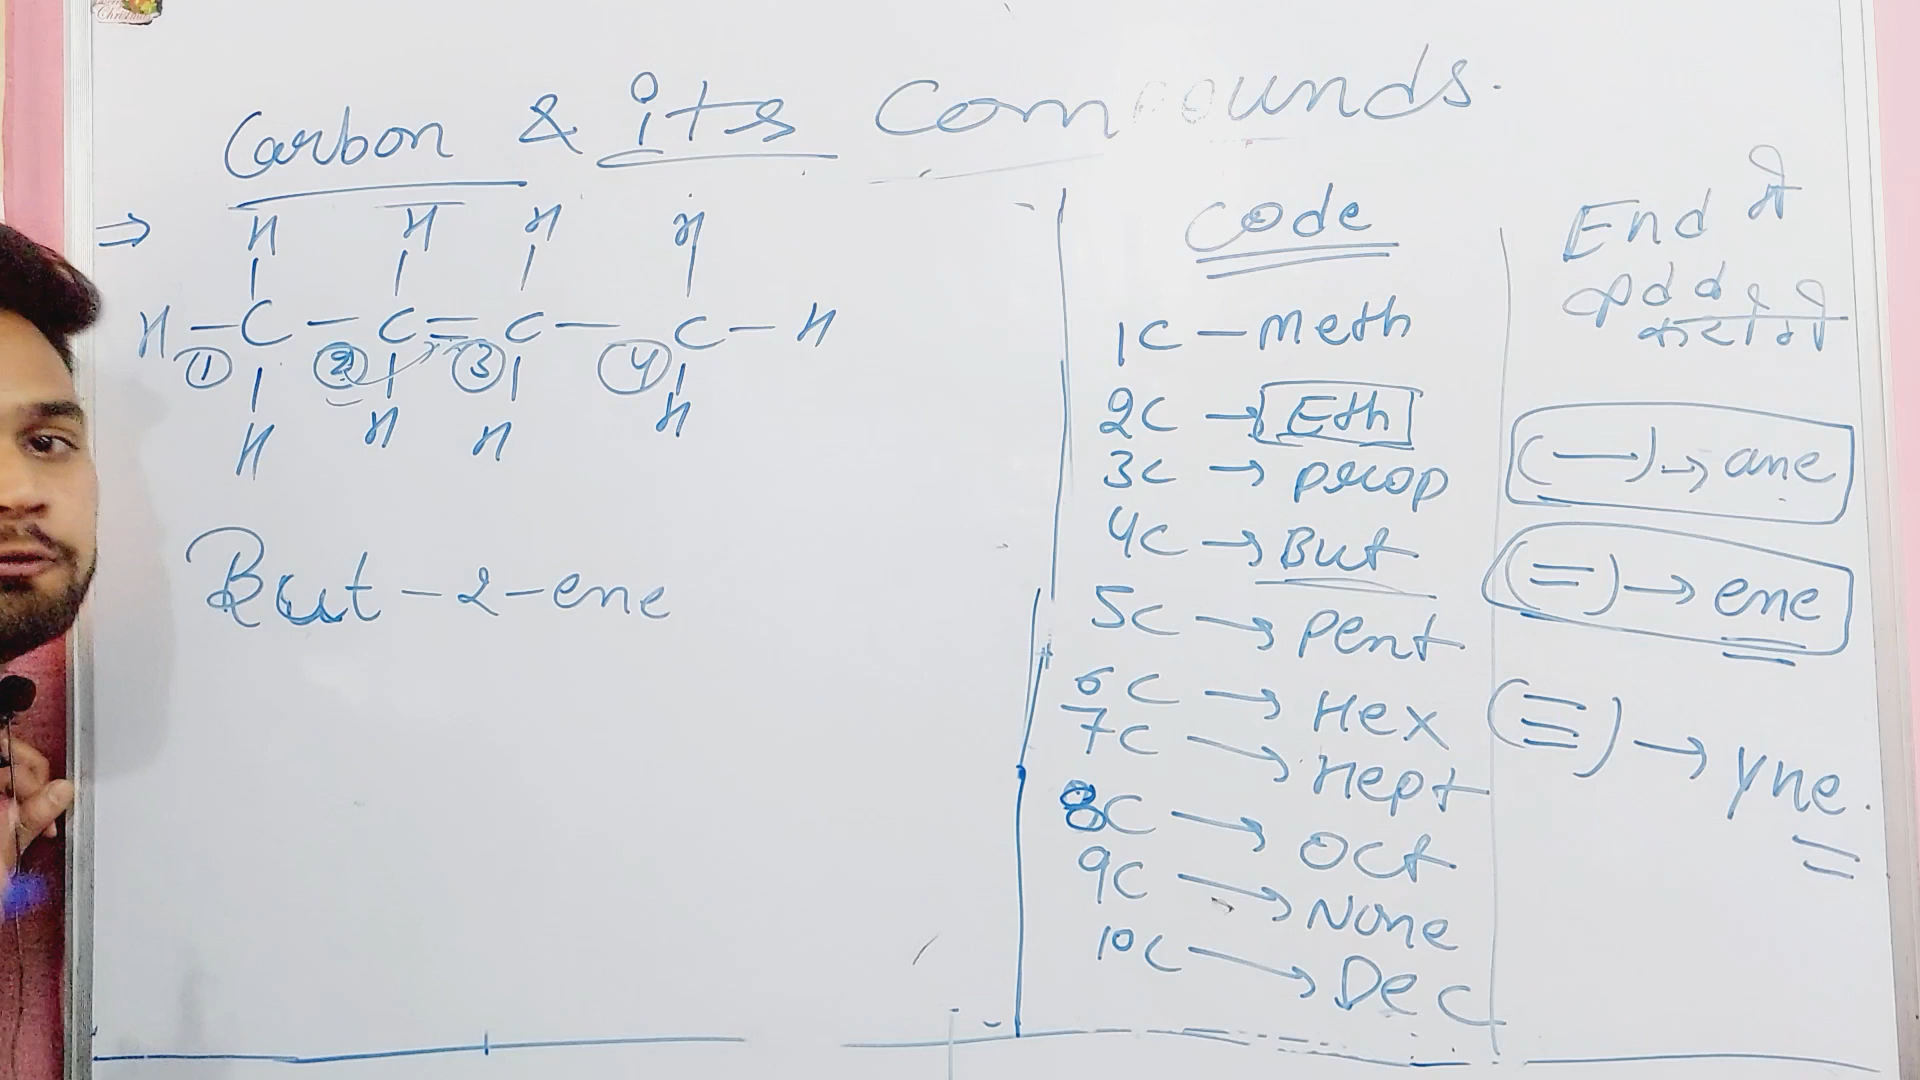 Carbon & its Compounds.
⇒ H H H H
H – C – C = C – C – H
① ② ③ ④
H H H H
But-2-ene
Code
1C – Meth
2C → Eth
3C → Prop
4C → But
5C → Pent
6C → Hex
7C → Hept
8C → Oct
9C → None
10C → Dec
End में
add
(—) → ane
(=) → ene
(≡) → yne.